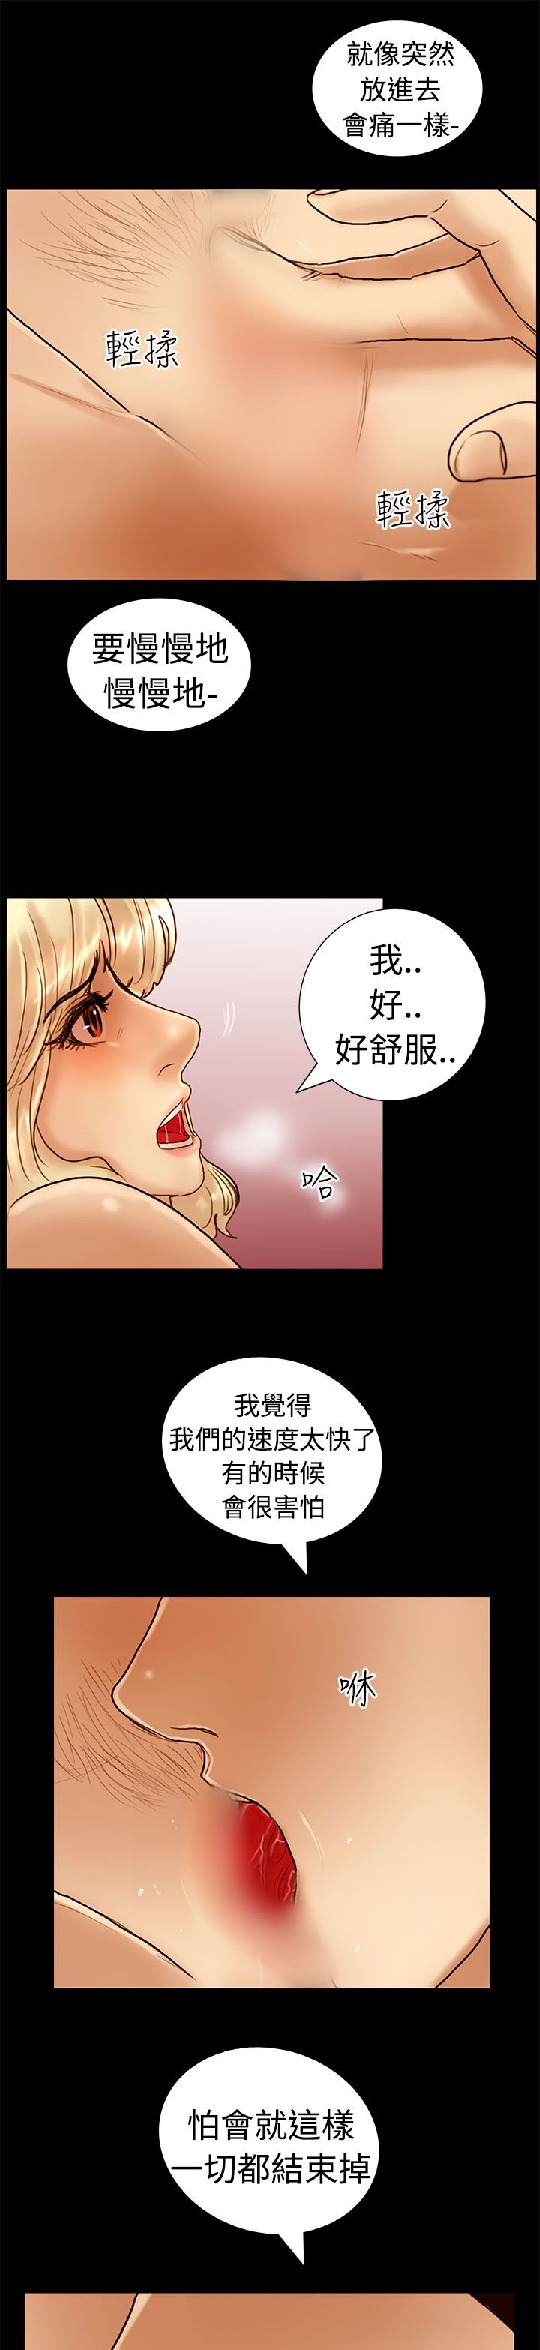 就像突然
放進去
會痛一樣-
輕揉
輕揉
要慢慢地
慢慢地-
我..
好..
好舒服..
哈
我覺得
我們的速度太快了
有的時候
會很害怕
咻
怕會就這樣
一切都結束掉